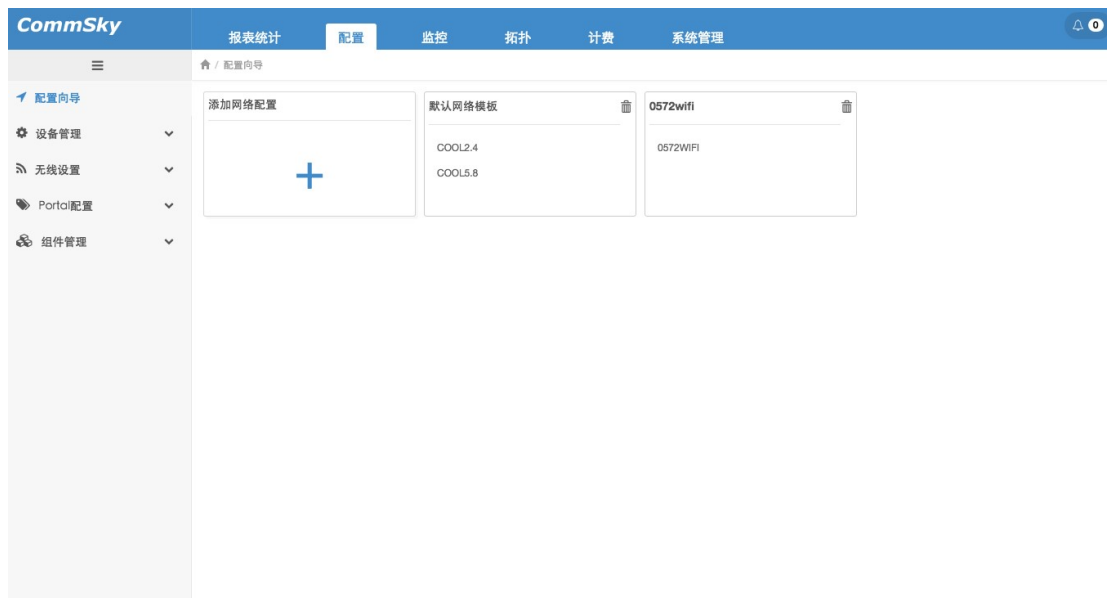 CommSky
报表统计 配置 监控 拓扑 计费 系统管理 0
/ 配置向导
配置向导
设备管理
无线设置
Portal配置
组件管理
添加网络配置
默认网络模板
COOL2.4
COOL5.8
0572wifi
0572WIFI